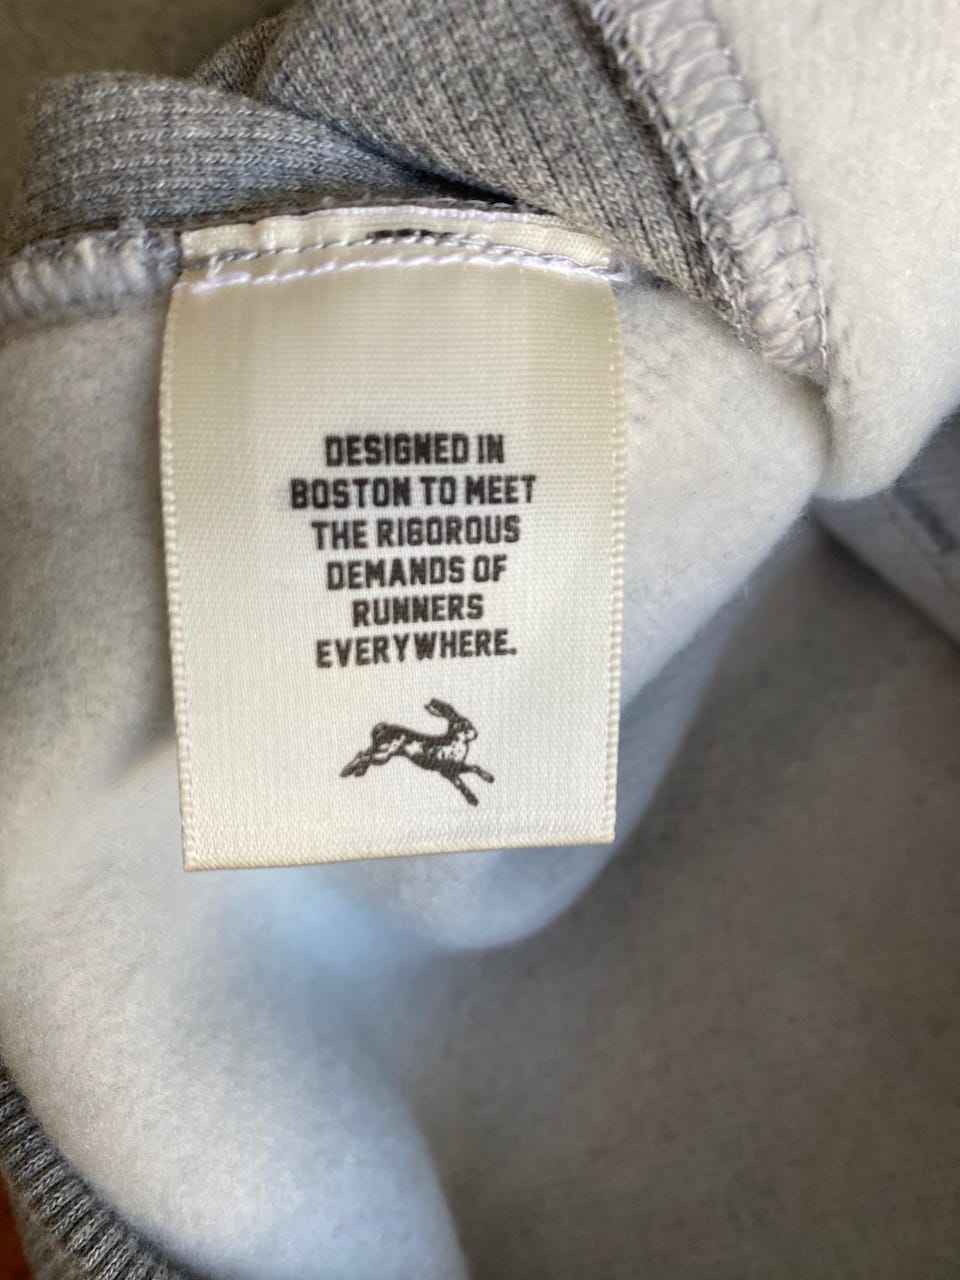 DESIGNED IN
BOSTON TO MEET
THE RIGOROUS
DEMANDS OF
RUNNERS
EVERYWHERE.